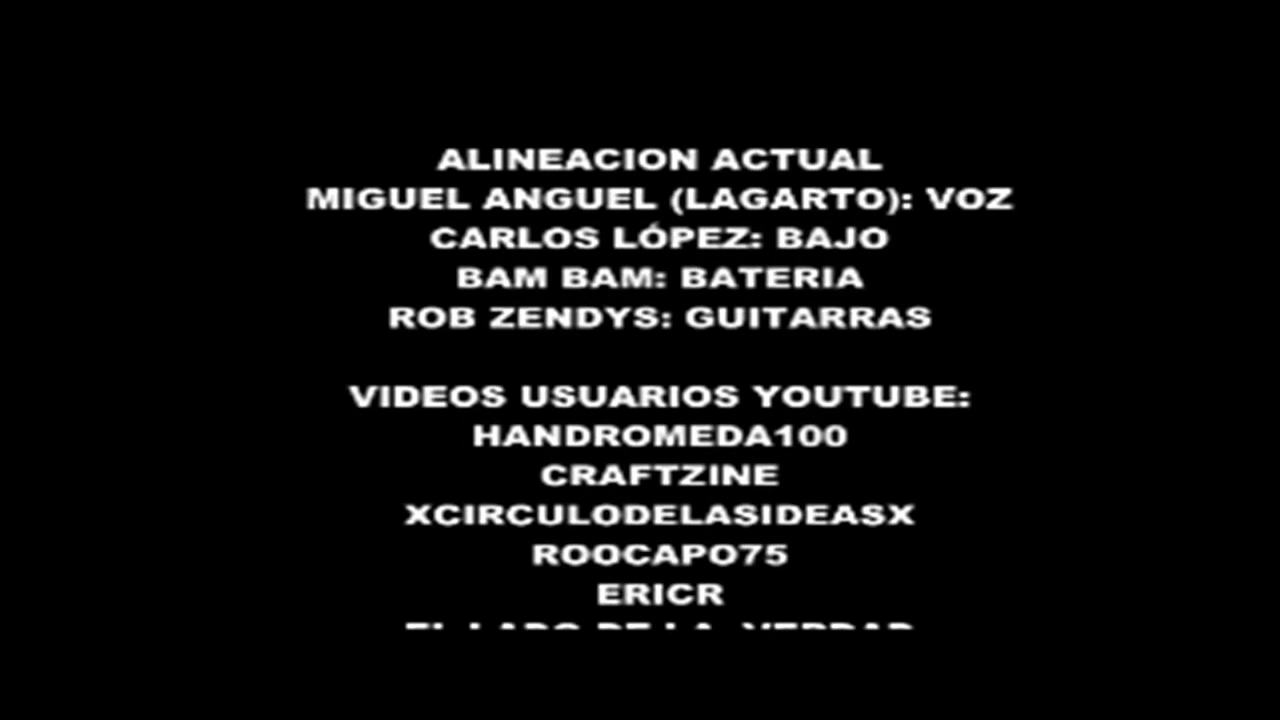 ALINEACION ACTUAL
MIGUEL ANGUEL (LAGARTO): VOZ
CARLOS LÓPEZ: BAJO
BAM BAM: BATERIA
ROB ZENDYS: GUITARRAS
VIDEOS USUARIOS YOUTUBE:
HANDROMEDA100
CRAFTZINE
XCIRCULODELASIDEASX
ROOCAPO75
ERICR